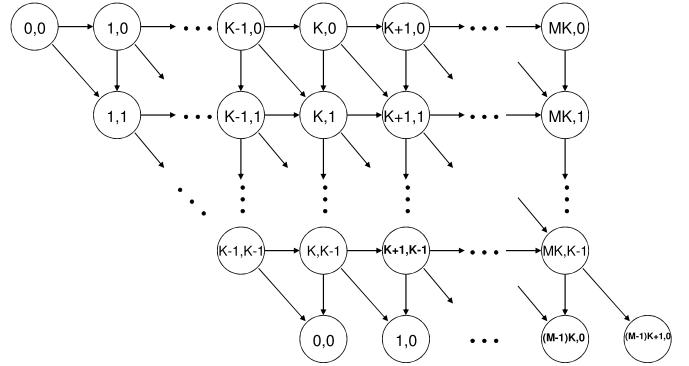 0,0 1,0 K-1,0 K,0 K+1,0 MK,0
1,1 K-1,1 K,1 K+1,1 MK,1
K-1,K-1 K,K-1 K+1,K-1 MK,K-1
0,0 1,0 (M-1)K,0 (M-1)K+1,0